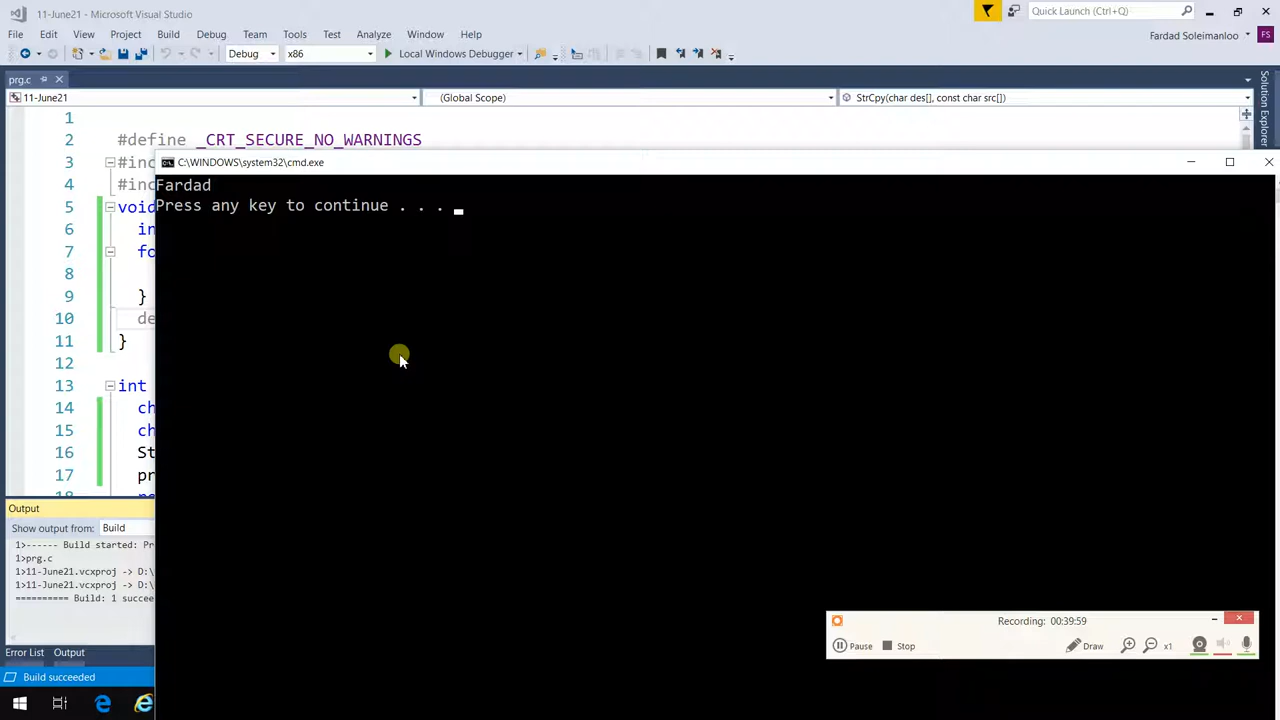 11-June21 - Microsoft Visual Studio
Quick Launch (Ctrl+Q)
File Edit View Project Build Debug Team Tools Test Analyze Window Help
Fardad Soleimanloo FS
Debug x86 Local Windows Debugger
prg.c
11-June21 (Global Scope) StrCpy(char des[], const char src[])
Solution Explorer
1
2 #define _CRT_SECURE_NO_WARNINGS
3 #inc
C:\WINDOWS\system32\cmd.exe
4 #inc
Fardad
5 void
Press any key to continue . . .
6 in
7 fo
8
9 }
10 de
11 }
12
13 int
14 ch
15 ch
16 St
17 pr
Output
Show output from: Build
1>------ Build started: Pr
1>prg.c
1>11-June21.vcxproj -> D:\
1>11-June21.vcxproj -> D:\
========== Build: 1 succee
Recording: 00:39:59
Pause Stop Draw x1
Error List Output
Build succeeded